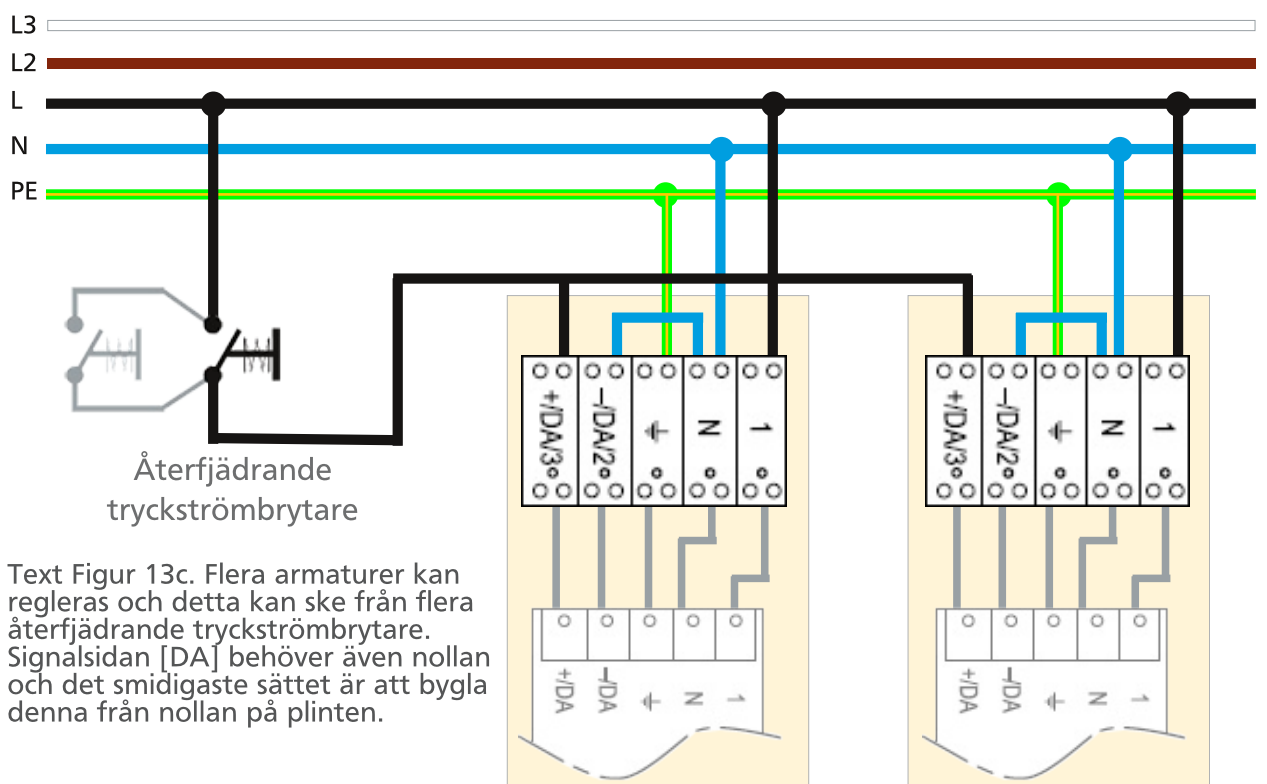 L3
L2
L
N
PE
+/DA/3
–/DA/2
N
1
+/DA/3
–/DA/2
N
1
Återfjädrande
tryckströmbrytare
Text Figur 13c. Flera armaturer kan
regleras och detta kan ske från flera
återfjädrande tryckströmbrytare.
Signalsidan [DA] behöver även nollan
och det smidigaste sättet är att bygla
denna från nollan på plinten.
+/DA
–/DA
N
1
+/DA
–/DA
N
1